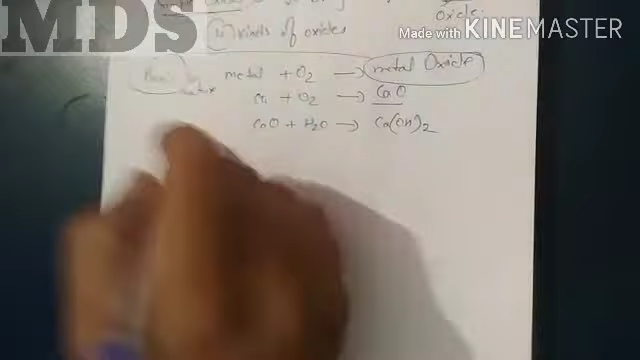 MDS
Oxide:
Made with KINEMASTER
kinds of oxides
metal + O2 → metal Oxide
Ca + O2 → CaO
CaO + H2O → Ca(OH)2